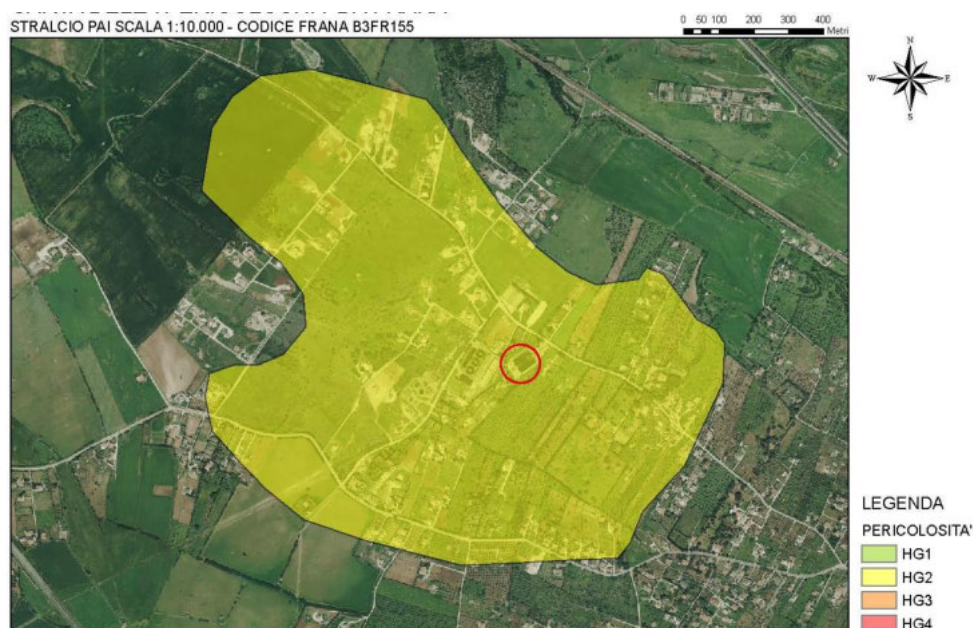 STRALCIO PAI SCALA 1:10.000 - CODICE FRANA B3FR155
0 50 100 200 300 400
Metri
N
W E
S
LEGENDA
PERICOLOSITA'
HG1
HG2
HG3
HG4